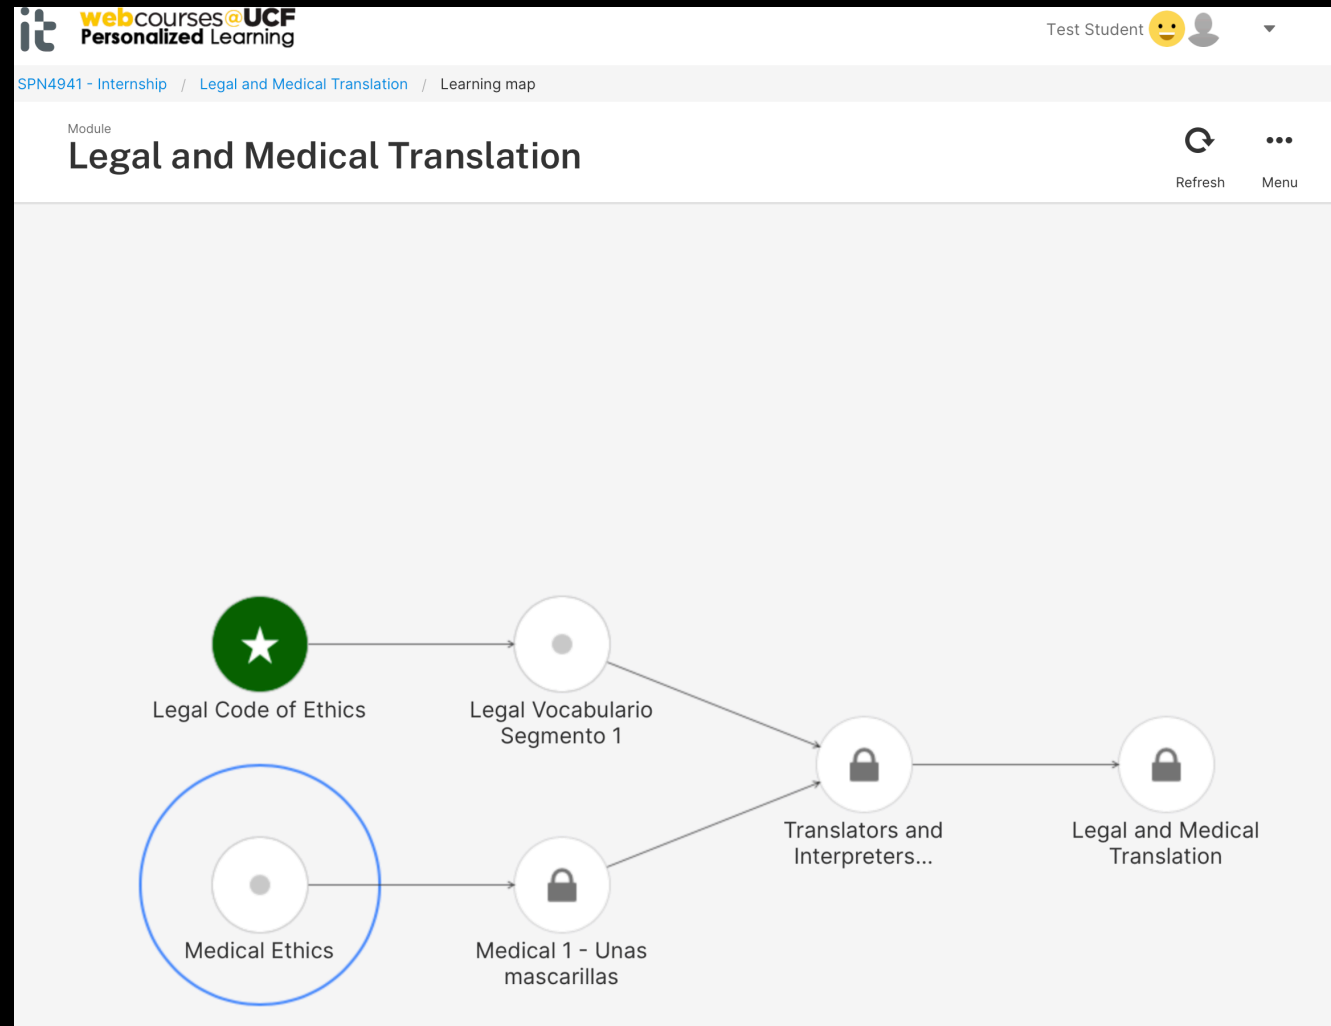 it webcourses@UCF
Personalized Learning
Test Student
SPN4941 - Internship / Legal and Medical Translation / Learning map
Module
Legal and Medical Translation
Refresh
Menu
Legal Code of Ethics
Legal Vocabulario
Segmento 1
Translators and
Interpreters...
Legal and Medical
Translation
Medical Ethics
Medical 1 - Unas
mascarillas